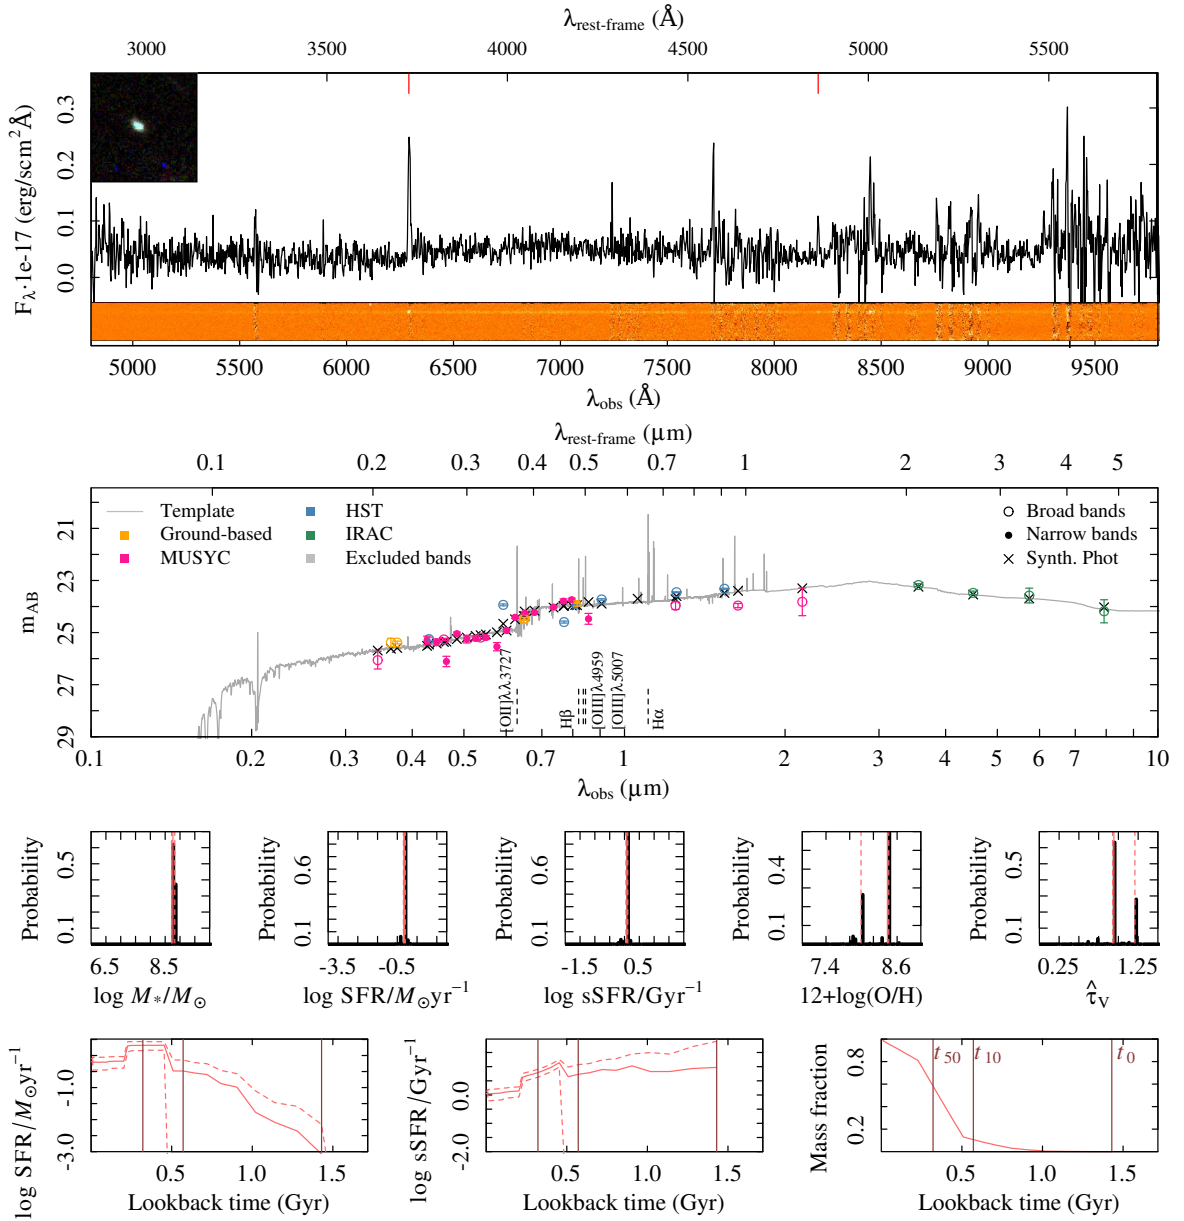 λrest-frame (Å)
3000 3500 4000 4500 5000 5500
Fλ·1e-17 (erg/scm²Å)
0.3
0.2
0.1
0.0
5000 5500 6000 6500 7000 7500 8000 8500 9000 9500
λobs (Å)
λrest-frame (μm)
0.1 0.2 0.3 0.4 0.5 0.7 1 2 3 4 5
mAB
21
23
25
27
29
Template
Ground-based
MUSYC
HST
IRAC
Excluded bands
Broad bands
Narrow bands
Synth. Phot
[OII]λλ3727
Hβ
[OIII]λ4959
[OIII]λ5007
Hα
0.1 0.2 0.3 0.4 0.5 0.7 1 2 3 4 5 6 7 8 10
λobs (μm)
Probability
0.5
0.1
6.5 8.5
log M*/M⊙
Probability
0.6
0.1
-3.5 -0.5
log SFR/M⊙yr⁻¹
Probability
0.6
0.1
-1.5 0.5
log sSFR/Gyr⁻¹
Probability
0.4
0.1
7.4 8.6
12+log(O/H)
Probability
0.5
0.1
0.25 1.25
τ̂V
log SFR/M⊙yr⁻¹
-1.0
-3.0
0.5 1.0 1.5
Lookback time (Gyr)
log sSFR/Gyr⁻¹
0.0
-2.0
0.0 0.5 1.0 1.5
Lookback time (Gyr)
Mass fraction
0.8
0.2
t50 t10 t0
0.0 0.5 1.0 1.5
Lookback time (Gyr)